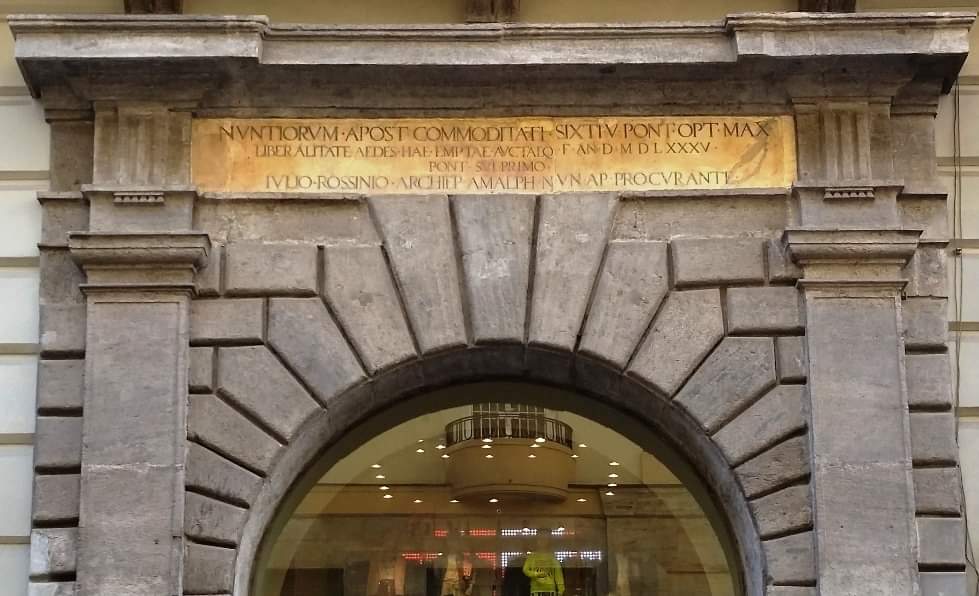 NVNTIORVM·APOST·COMMODITATI·SIXTI V PONT·OPT·MAX
LIBERALITATE AEDES·HAE·EMPTAE·AVCTAEQ·F·AN·D·M D LXXXV·
PONT·SVI PRIMO
IVLIO·ROSSINIO·ARCHIEP AMALPH NVN AP PROCVRANTE